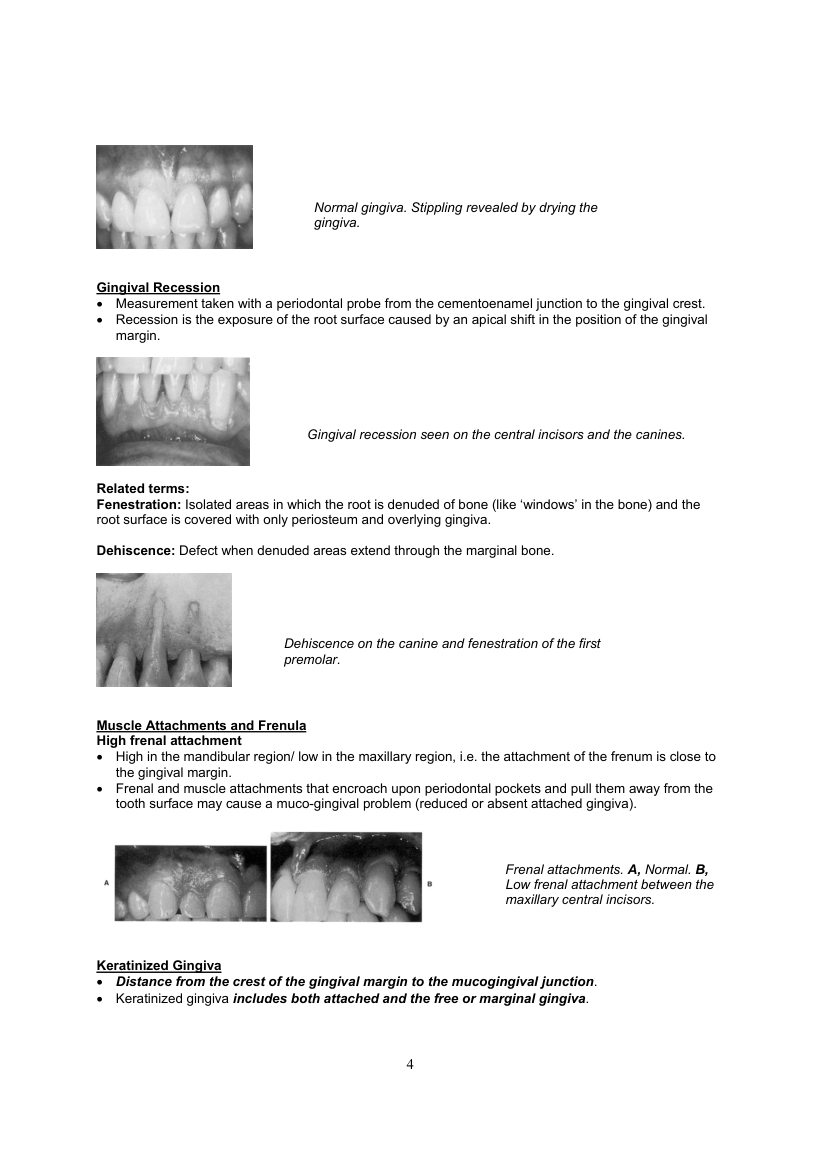 Normal gingiva. Stippling revealed by drying the
gingiva.
Gingival Recession
• Measurement taken with a periodontal probe from the cementoenamel junction to the gingival crest.
• Recession is the exposure of the root surface caused by an apical shift in the position of the gingival
margin.
Gingival recession seen on the central incisors and the canines.
Related terms:
Fenestration: Isolated areas in which the root is denuded of bone (like ‘windows’ in the bone) and the
root surface is covered with only periosteum and overlying gingiva.
Dehiscence: Defect when denuded areas extend through the marginal bone.
Dehiscence on the canine and fenestration of the first
premolar.
Muscle Attachments and Frenula
High frenal attachment
• High in the mandibular region/ low in the maxillary region, i.e. the attachment of the frenum is close to
the gingival margin.
• Frenal and muscle attachments that encroach upon periodontal pockets and pull them away from the
tooth surface may cause a muco-gingival problem (reduced or absent attached gingiva).
A
B
Frenal attachments. A, Normal. B,
Low frenal attachment between the
maxillary central incisors.
Keratinized Gingiva
• Distance from the crest of the gingival margin to the mucogingival junction.
• Keratinized gingiva includes both attached and the free or marginal gingiva.
4